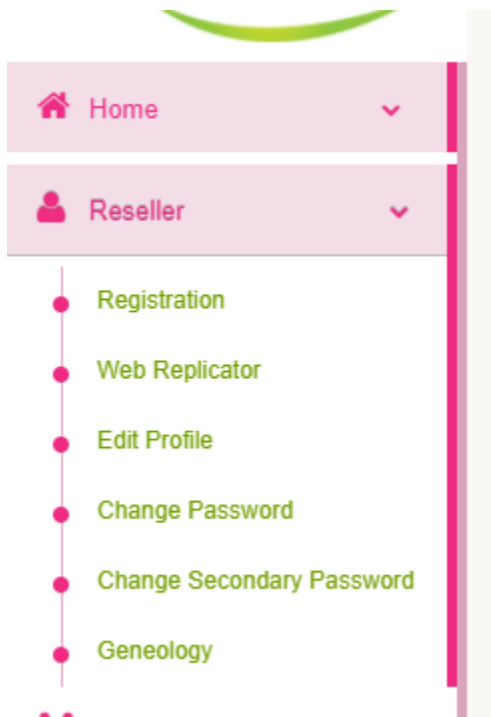 Home
Reseller
Registration
Web Replicator
Edit Profile
Change Password
Change Secondary Password
Geneology